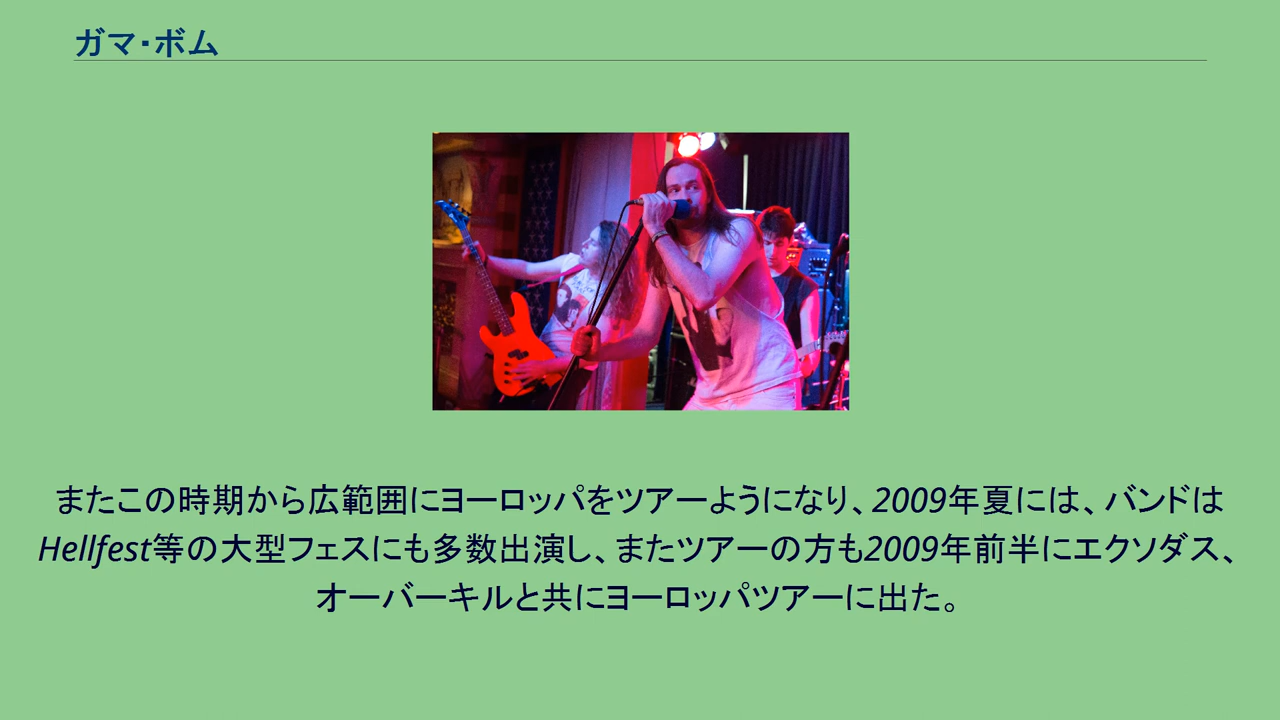 ガマ・ボム
またこの時期から広範囲にヨーロッパをツアーようになり、2009年夏には、バンドは
Hellfest等の大型フェスにも多数出演し、またツアーの方も2009年前半にエクソダス、
オーバーキルと共にヨーロッパツアーに出た。